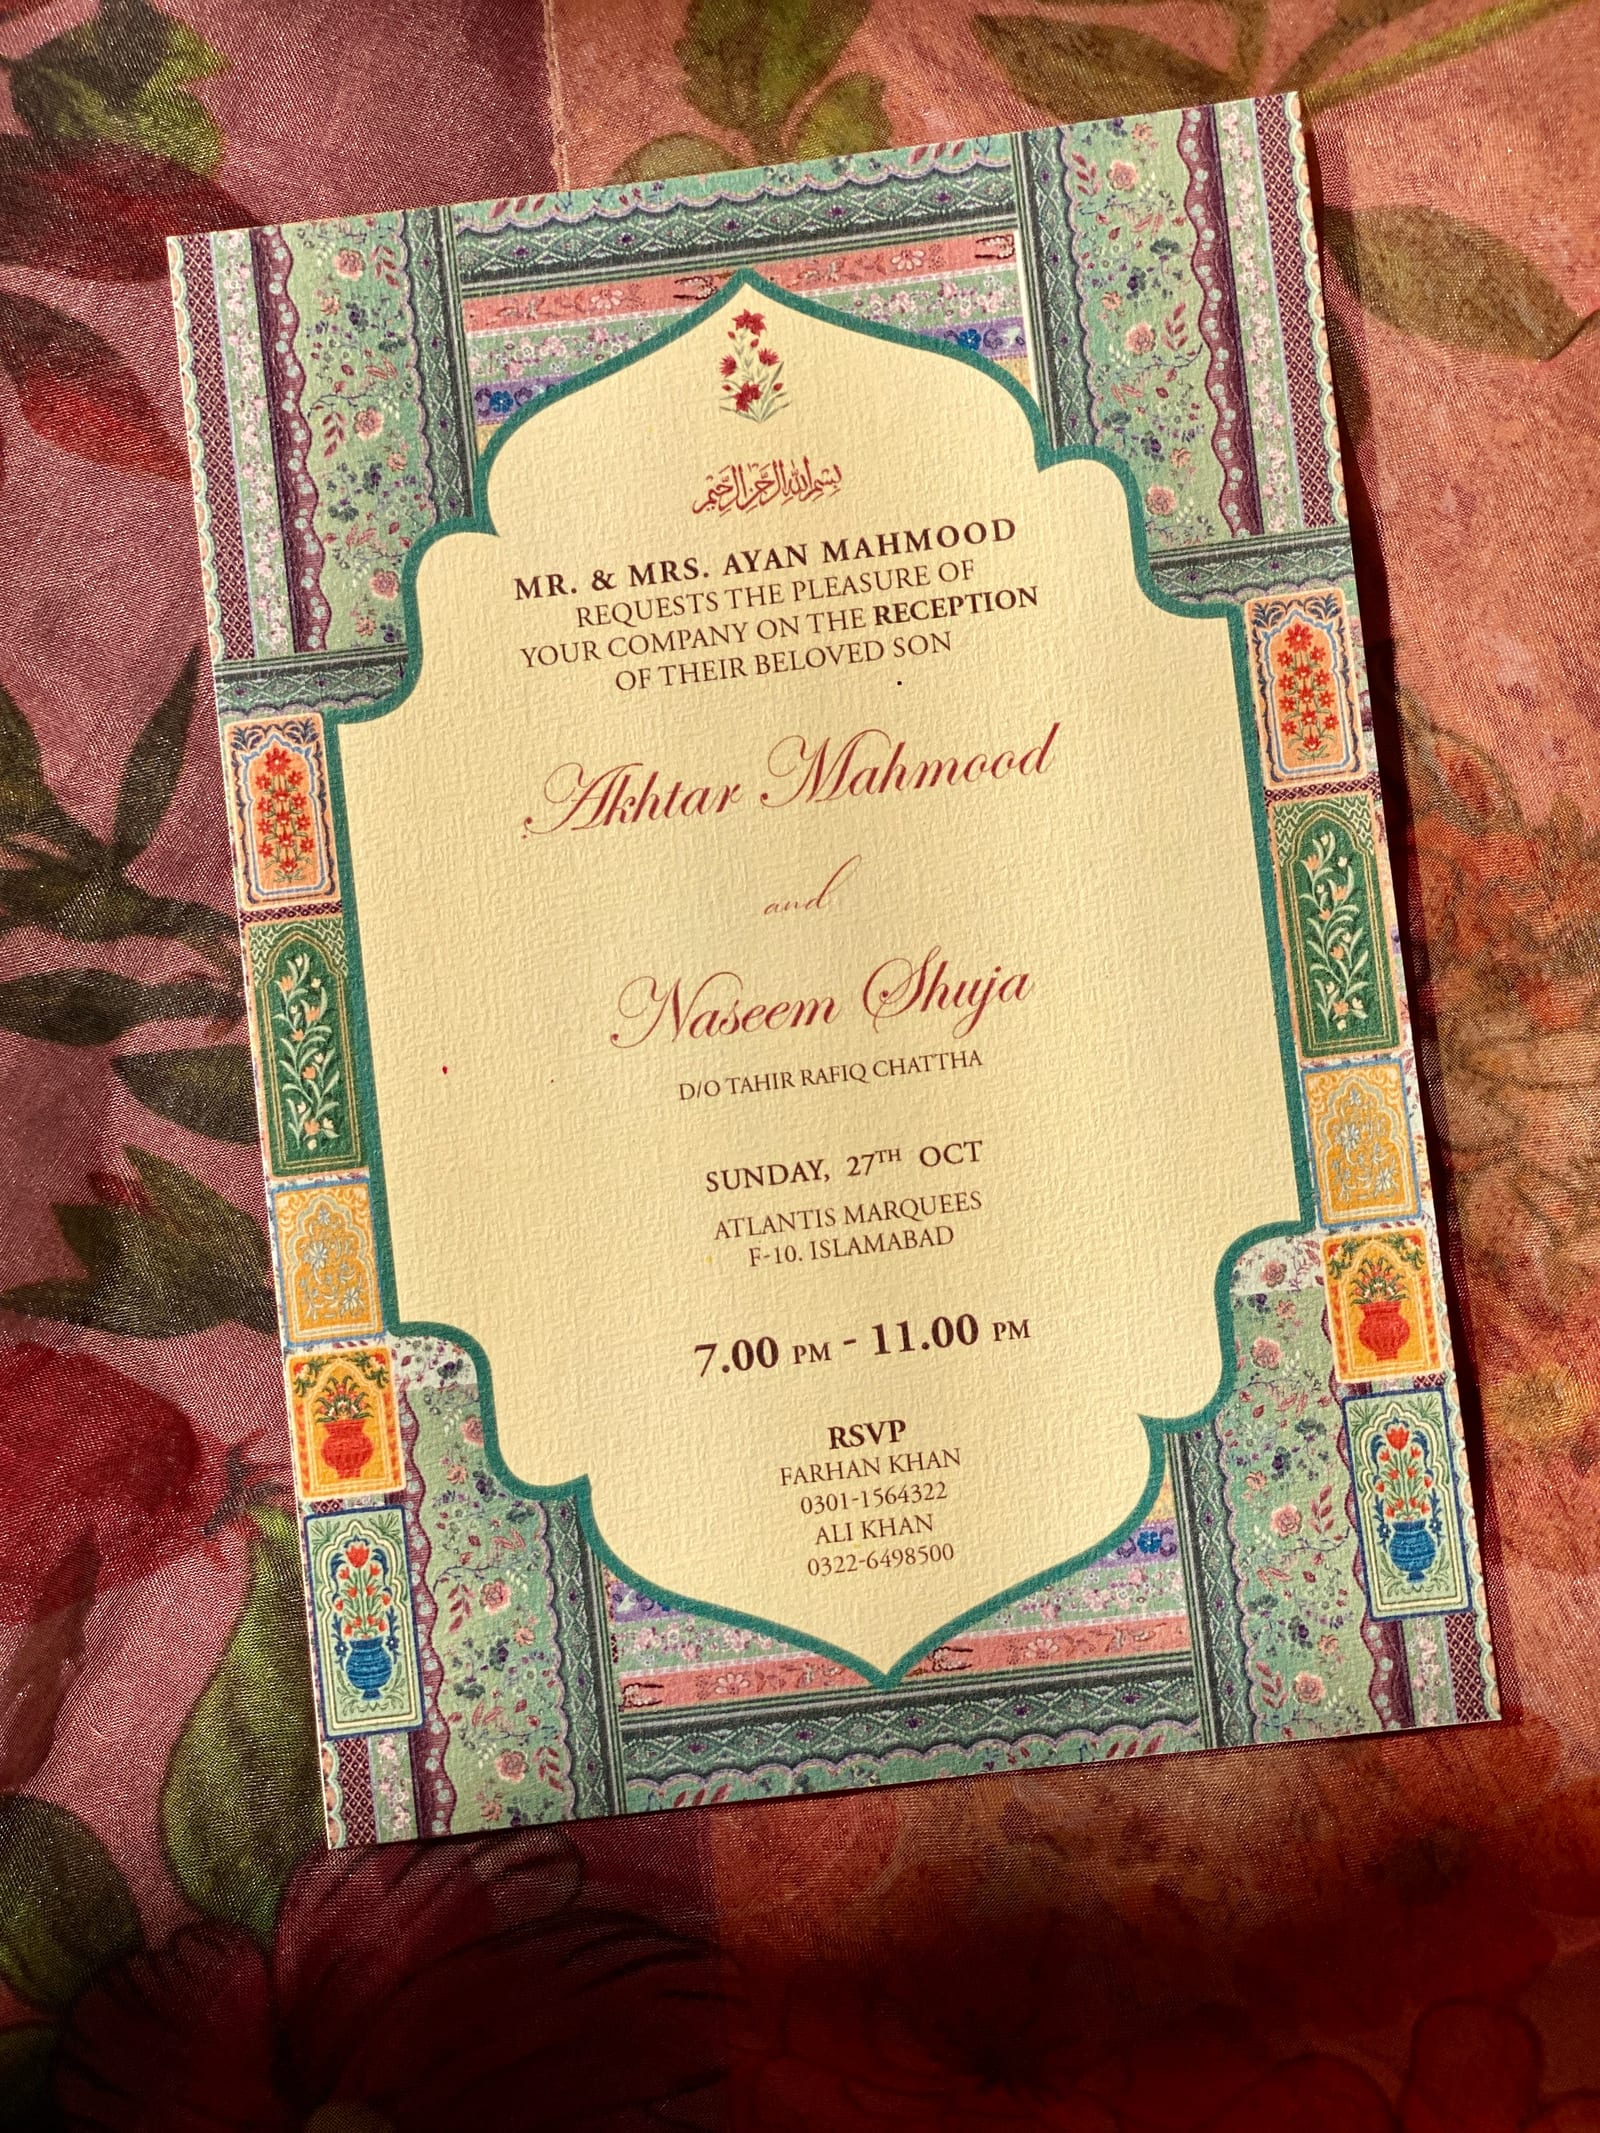 بسم الله الرحمن الرحيم
MR. & MRS. AYAN MAHMOOD
REQUESTS THE PLEASURE OF
YOUR COMPANY ON THE RECEPTION
OF THEIR BELOVED SON
Akhtar Mahmood
and
Naseem Shuja
D/O TAHIR RAFIQ CHATTHA
SUNDAY, 27TH OCT
ATLANTIS MARQUEES
F-10. ISLAMABAD
7.00 PM - 11.00 PM
RSVP
FARHAN KHAN
0301-1564322
ALI KHAN
0322-6498500